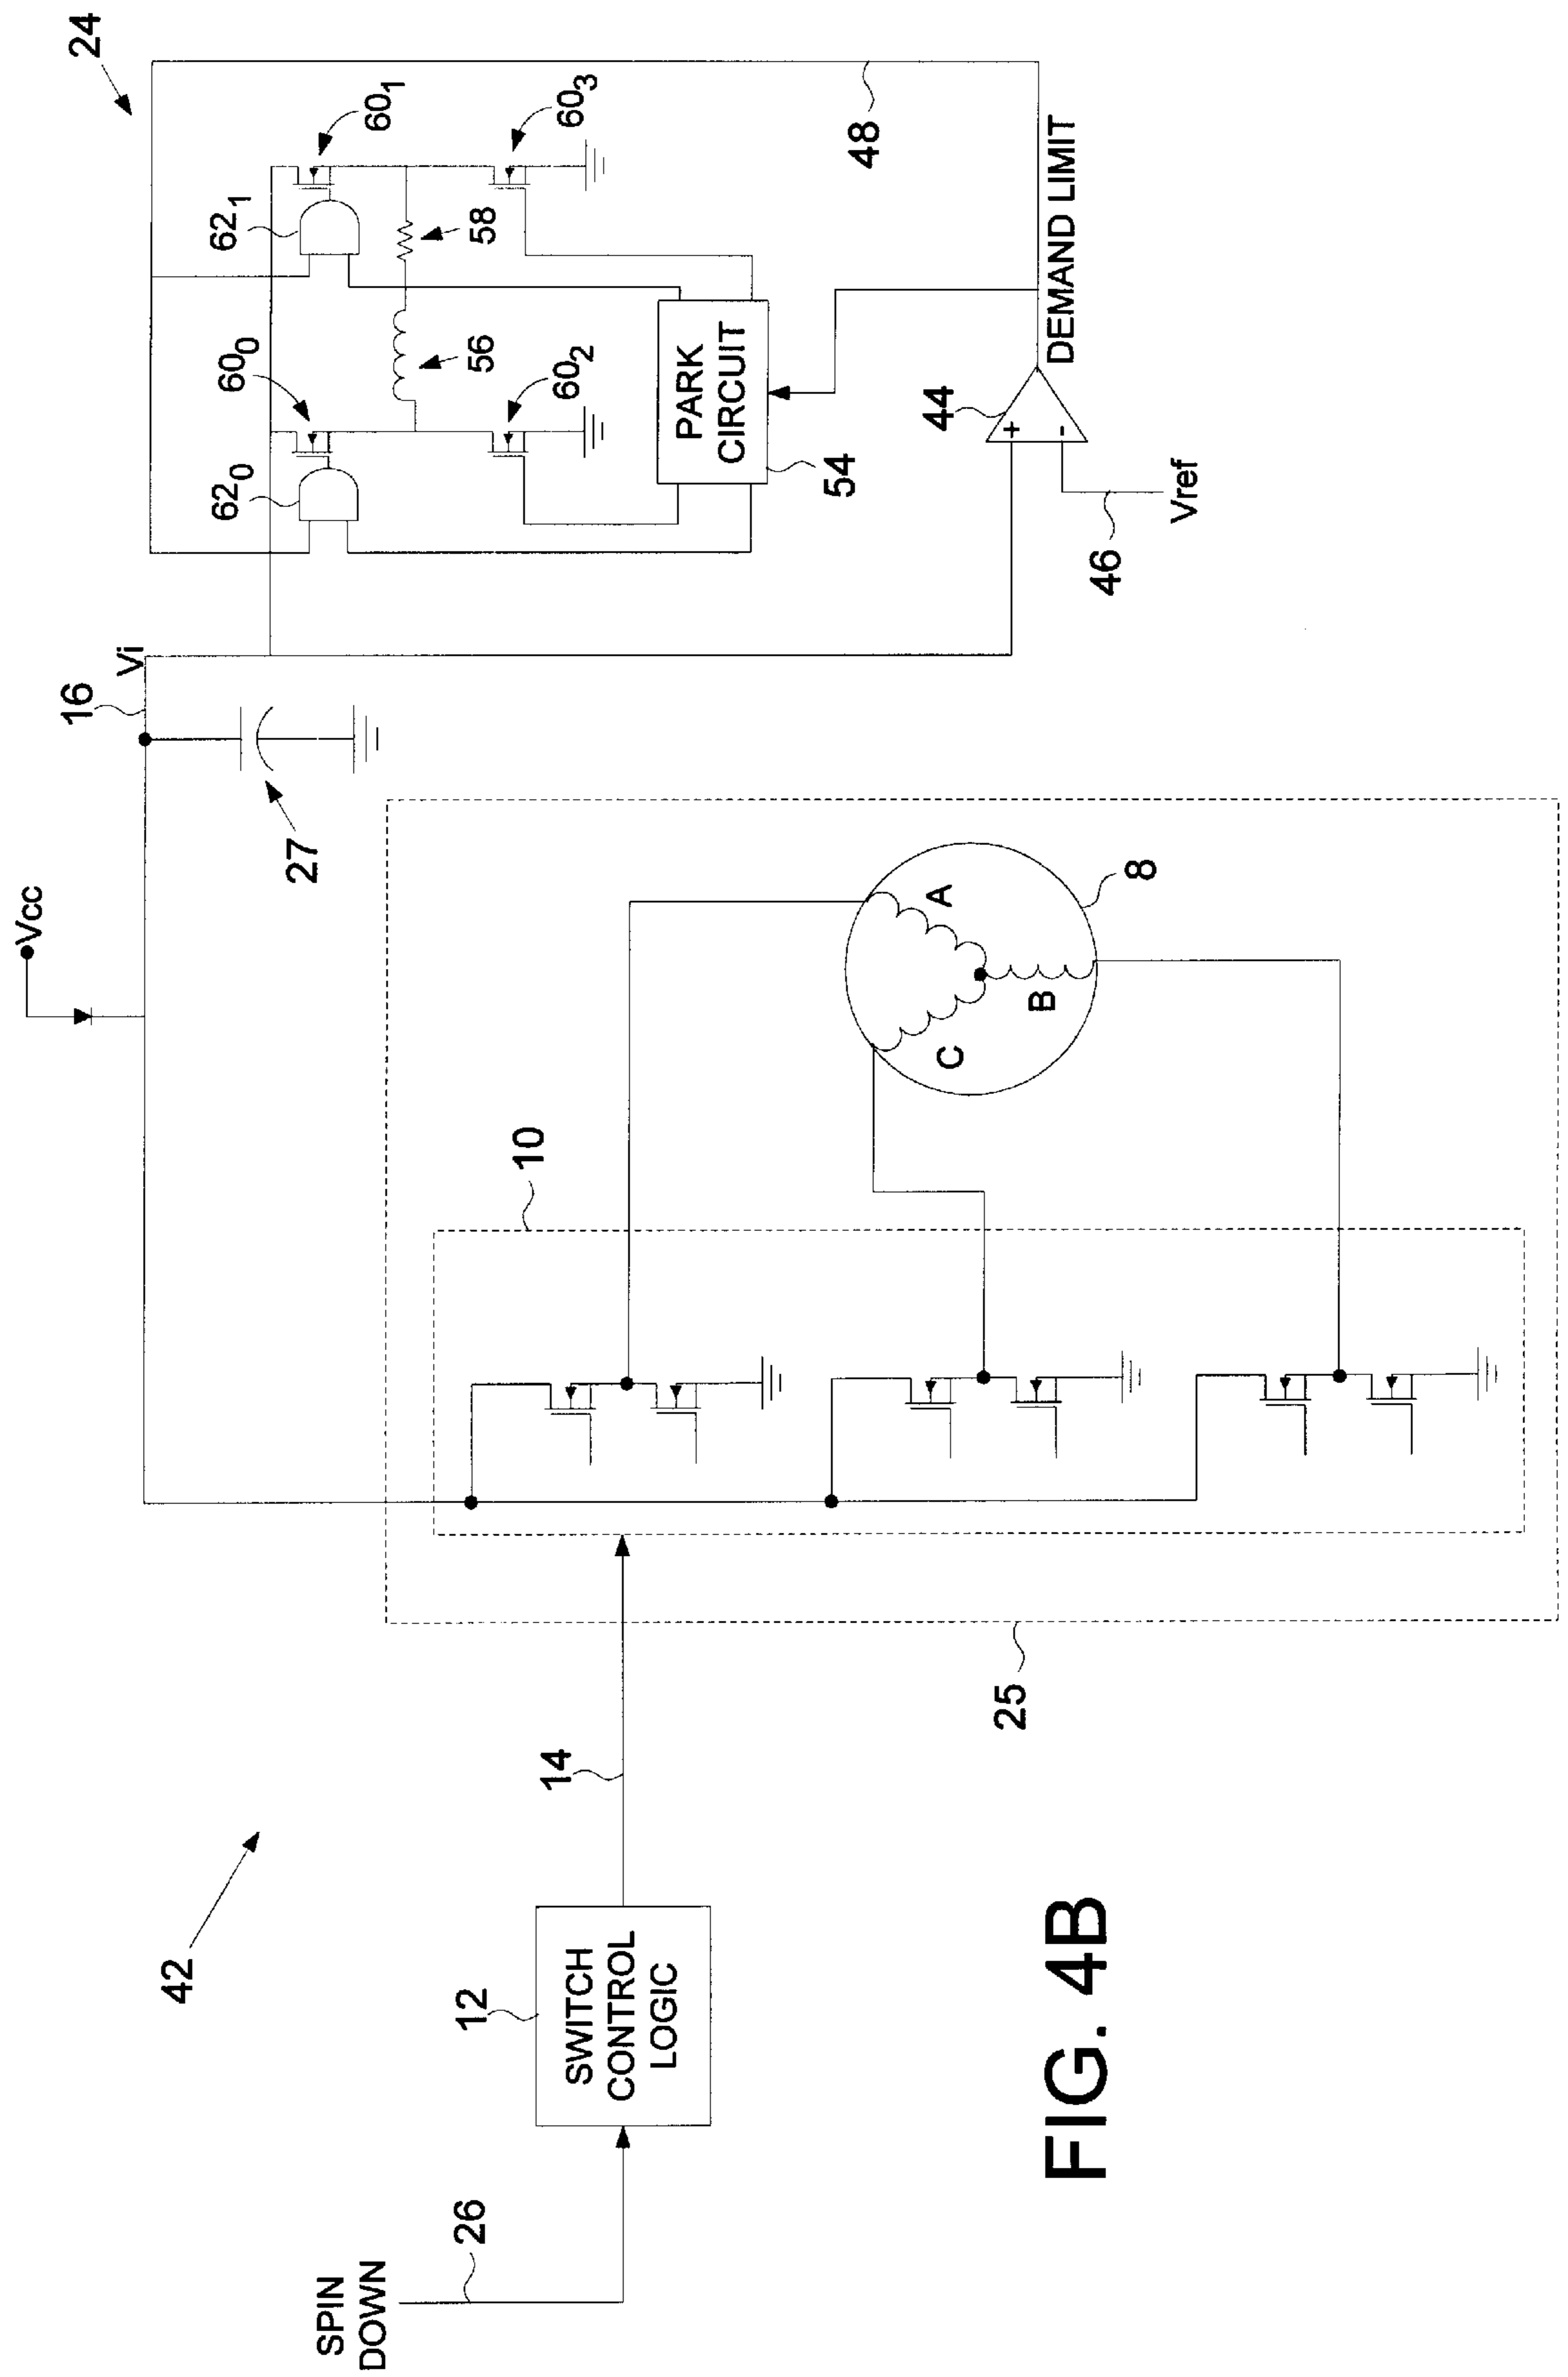 24
Vcc
16
Vi
60₁
62₁
60₀
62₀
60₃
58
56
60₂
27
PARK
CIRCUIT
54
48
DEMAND LIMIT
44
+
-
46
Vref
10
A
B
C
8
25
14
42
12
SWITCH
CONTROL
LOGIC
SPIN
DOWN
26
FIG. 4B